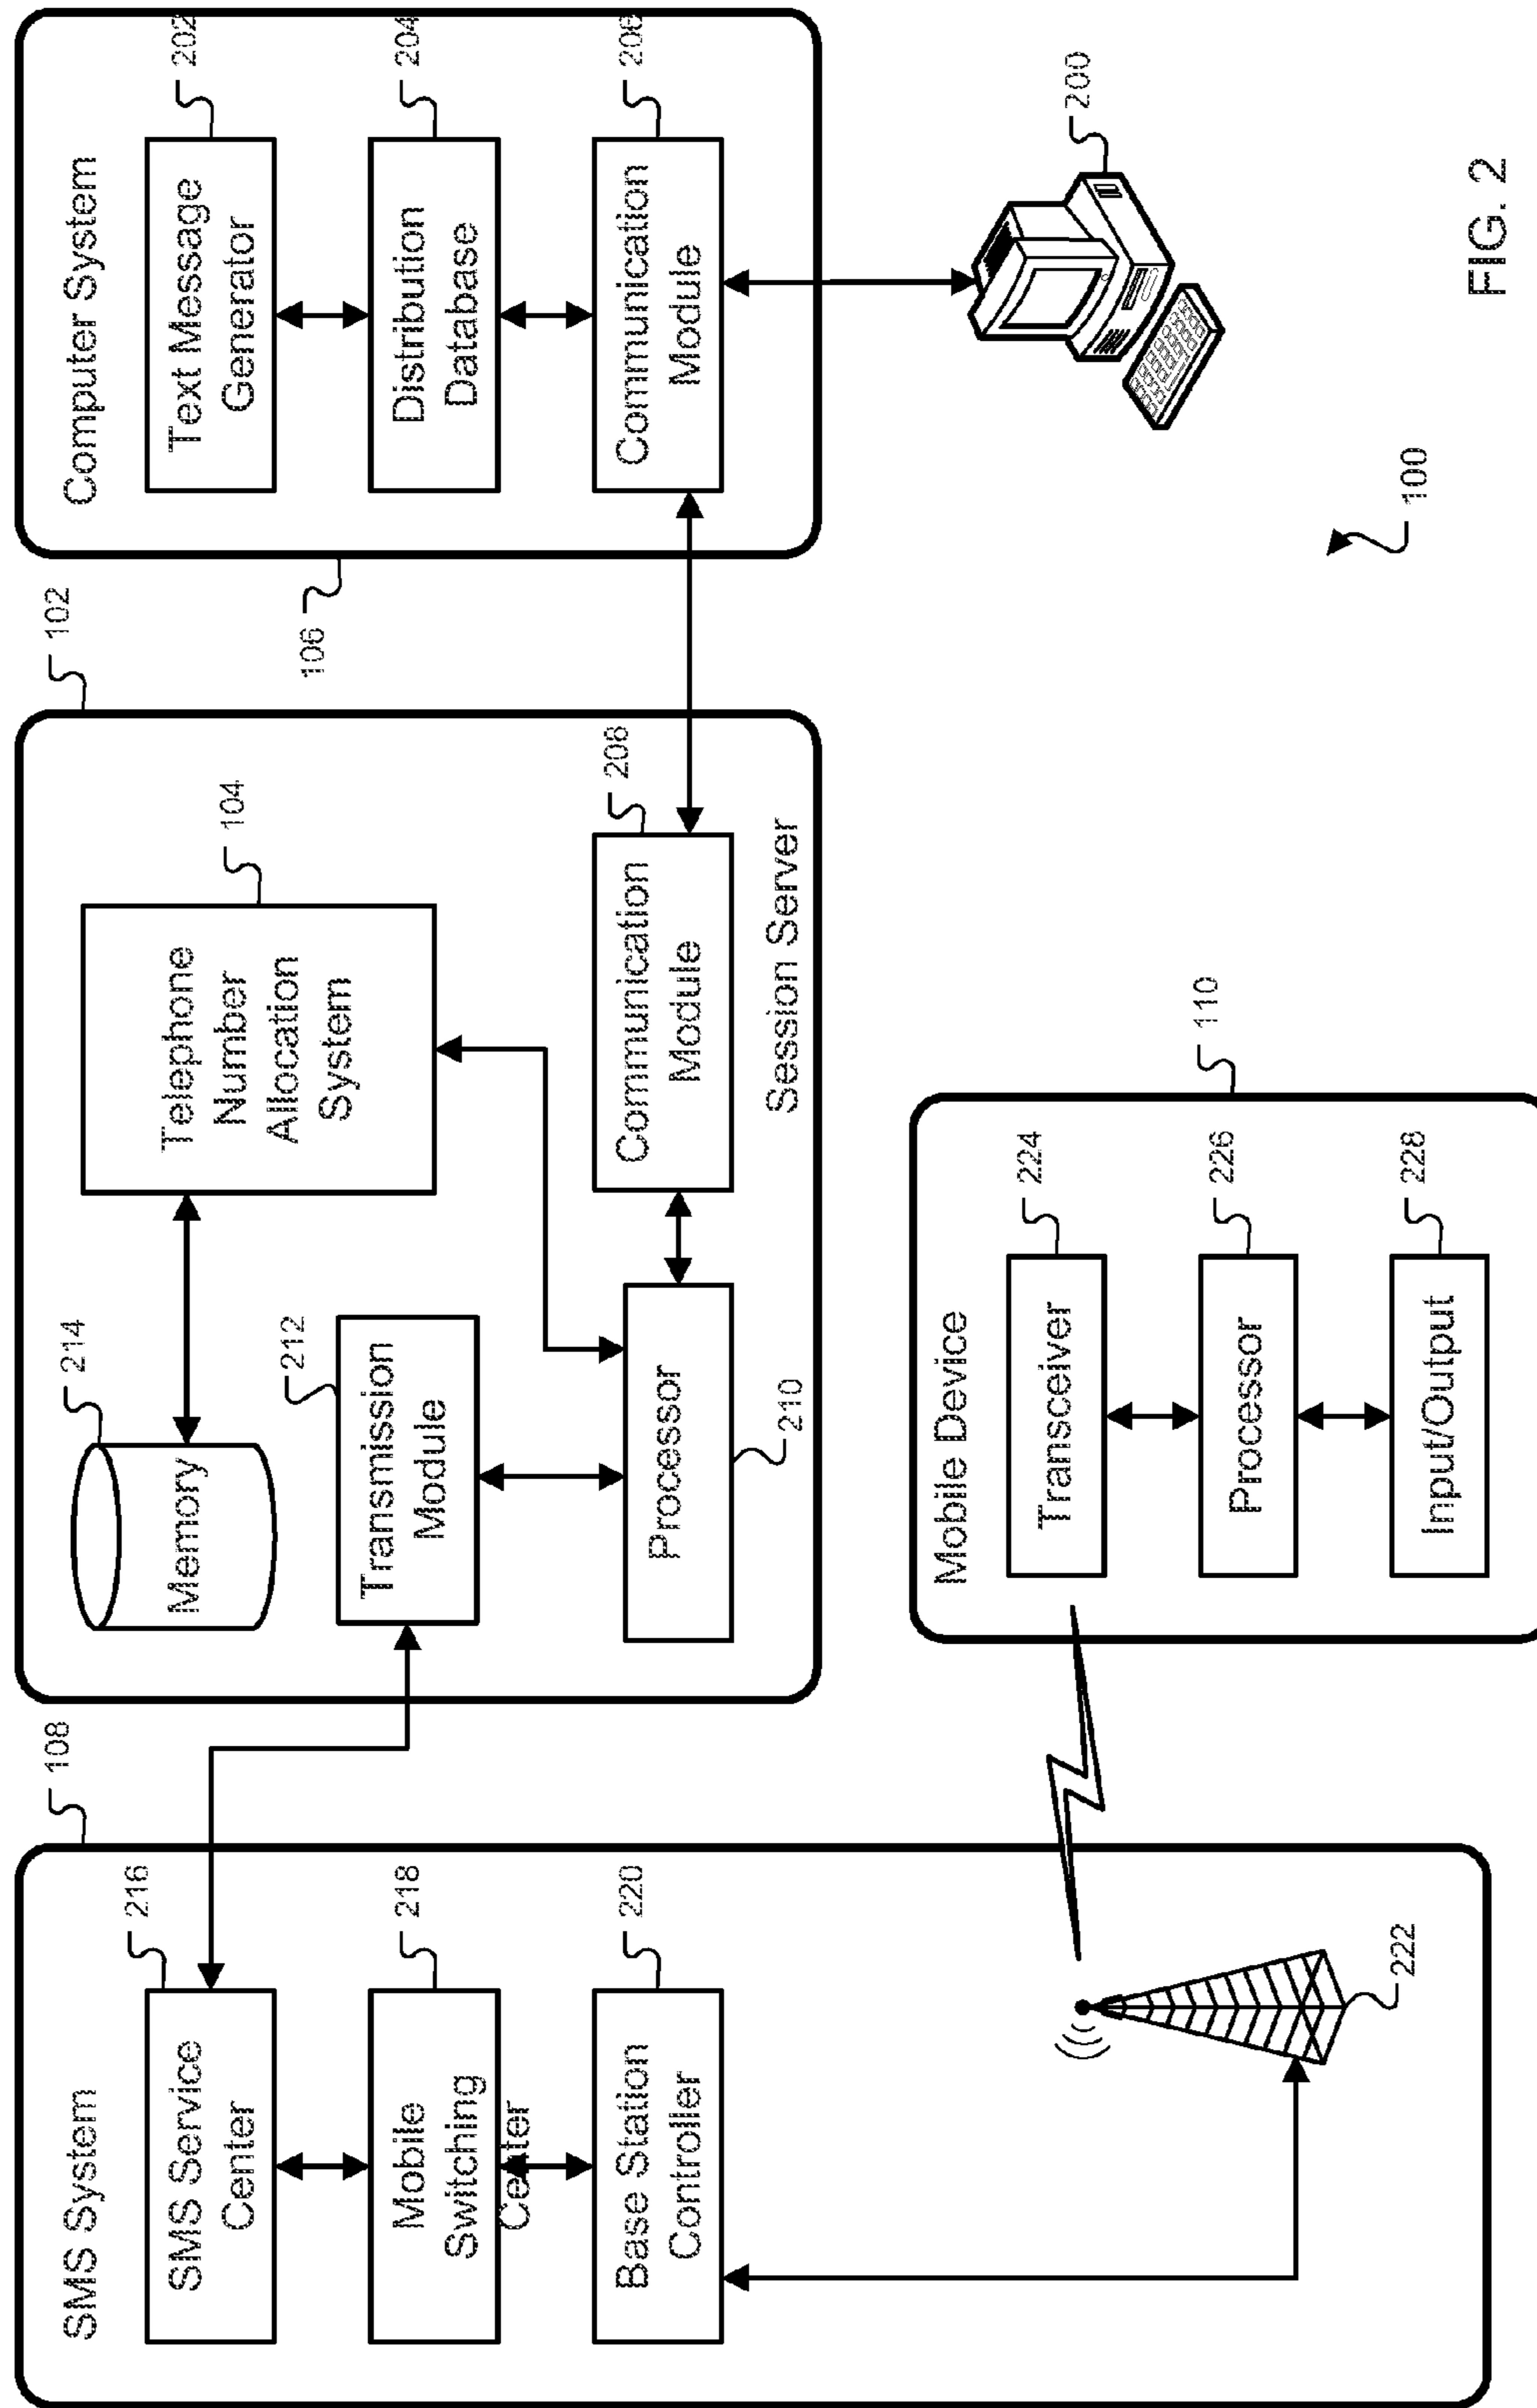 SMS System
108
SMS Service
Center
216
Mobile
Switching
Center
218
Base Station
Controller
220
222
102
Memory
214
Telephone
Number
Allocation
System
104
Transmission
Module
212
Processor
210
Communication
Module
208
Session Server
Computer System
106
Text Message
Generator
202
Distribution
Database
204
Communication
Module
206
200
Mobile Device
110
Transceiver
224
Processor
226
Input/Output
228
100
FIG. 2